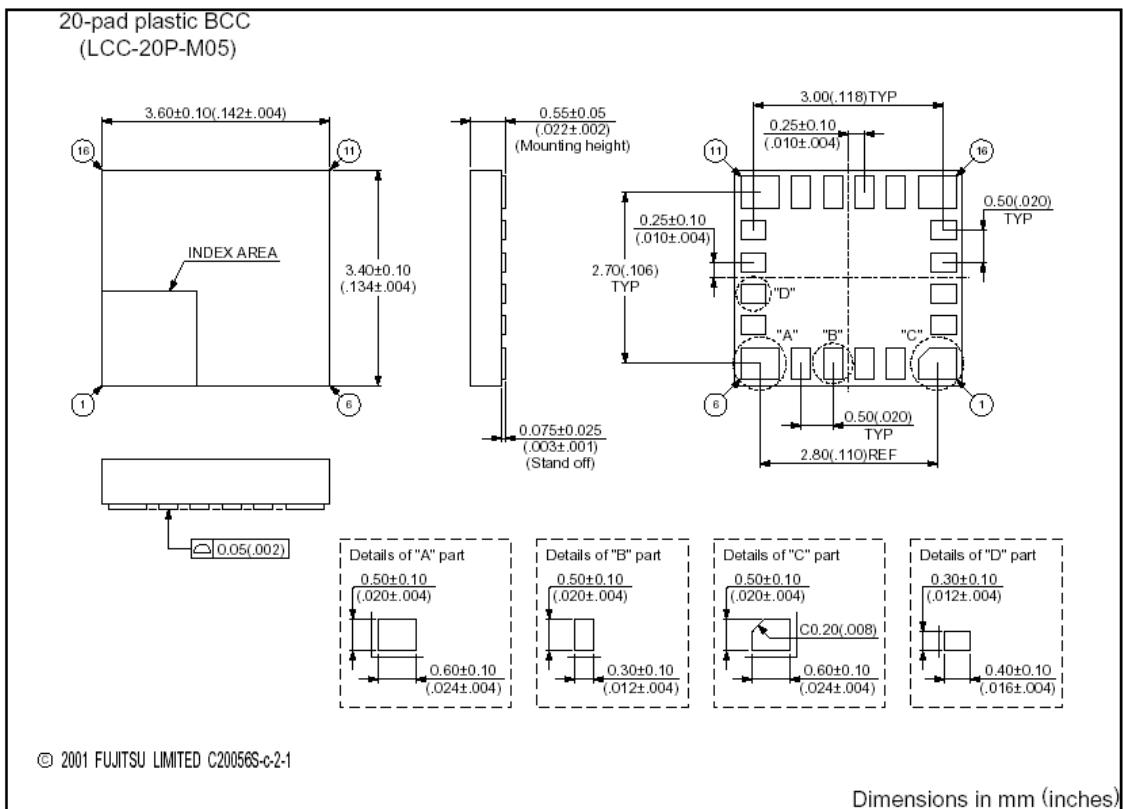 20-pad plastic BCC
(LCC-20P-M05)
3.60±0.10(.142±.004)
16
11
INDEX AREA
3.40±0.10
(.134±.004)
1
6
0.55±0.05
(.022±.002)
(Mounting height)
0.075±0.025
(.003±.001)
(Stand off)
3.00(.118)TYP
0.25±0.10
(.010±.004)
11
16
0.50(.020)
TYP
0.25±0.10
(.010±.004)
2.70(.106)
TYP
"D"
"A"
"B"
"C"
6
1
0.50(.020)
TYP
2.80(.110)REF
0.05(.002)
Details of "A" part
0.50±0.10
(.020±.004)
0.60±0.10
(.024±.004)
Details of "B" part
0.50±0.10
(.020±.004)
0.30±0.10
(.012±.004)
Details of "C" part
0.50±0.10
(.020±.004)
C0.20(.008)
0.60±0.10
(.024±.004)
Details of "D" part
0.30±0.10
(.012±.004)
0.40±0.10
(.016±.004)
© 2001 FUJITSU LIMITED C20056S-c-2-1
Dimensions in mm (inches)